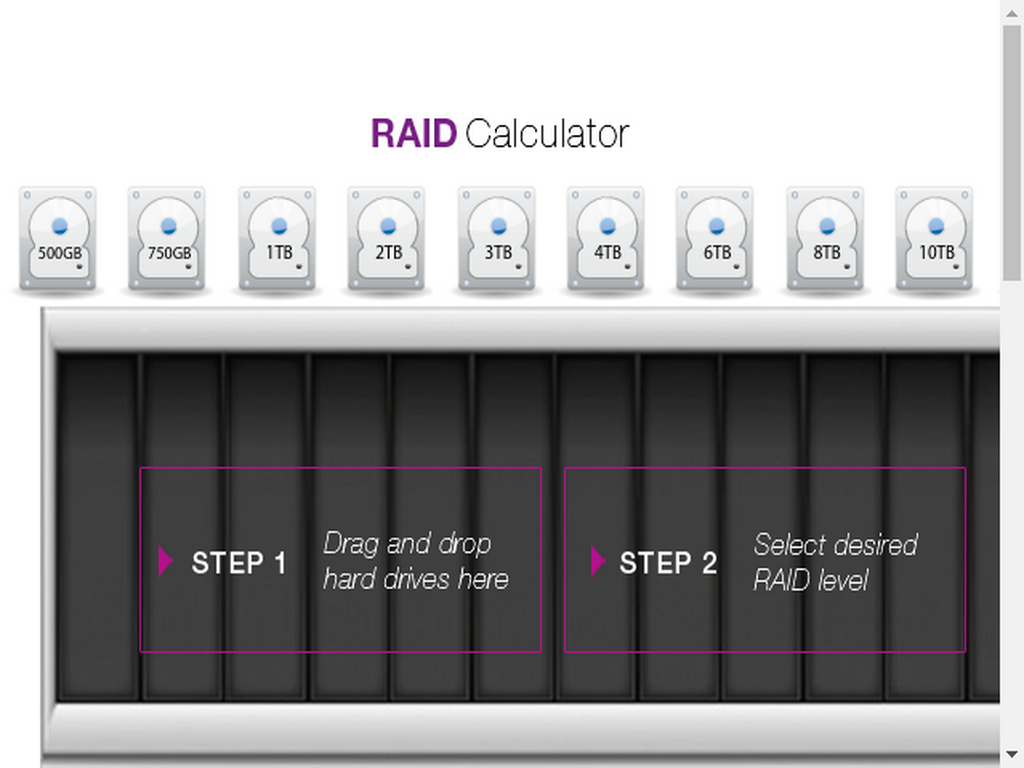 RAID Calculator
500GB
750GB
1TB
2TB
3TB
4TB
6TB
8TB
10TB
STEP 1
Drag and drop
hard drives here
STEP 2
Select desired
RAID level